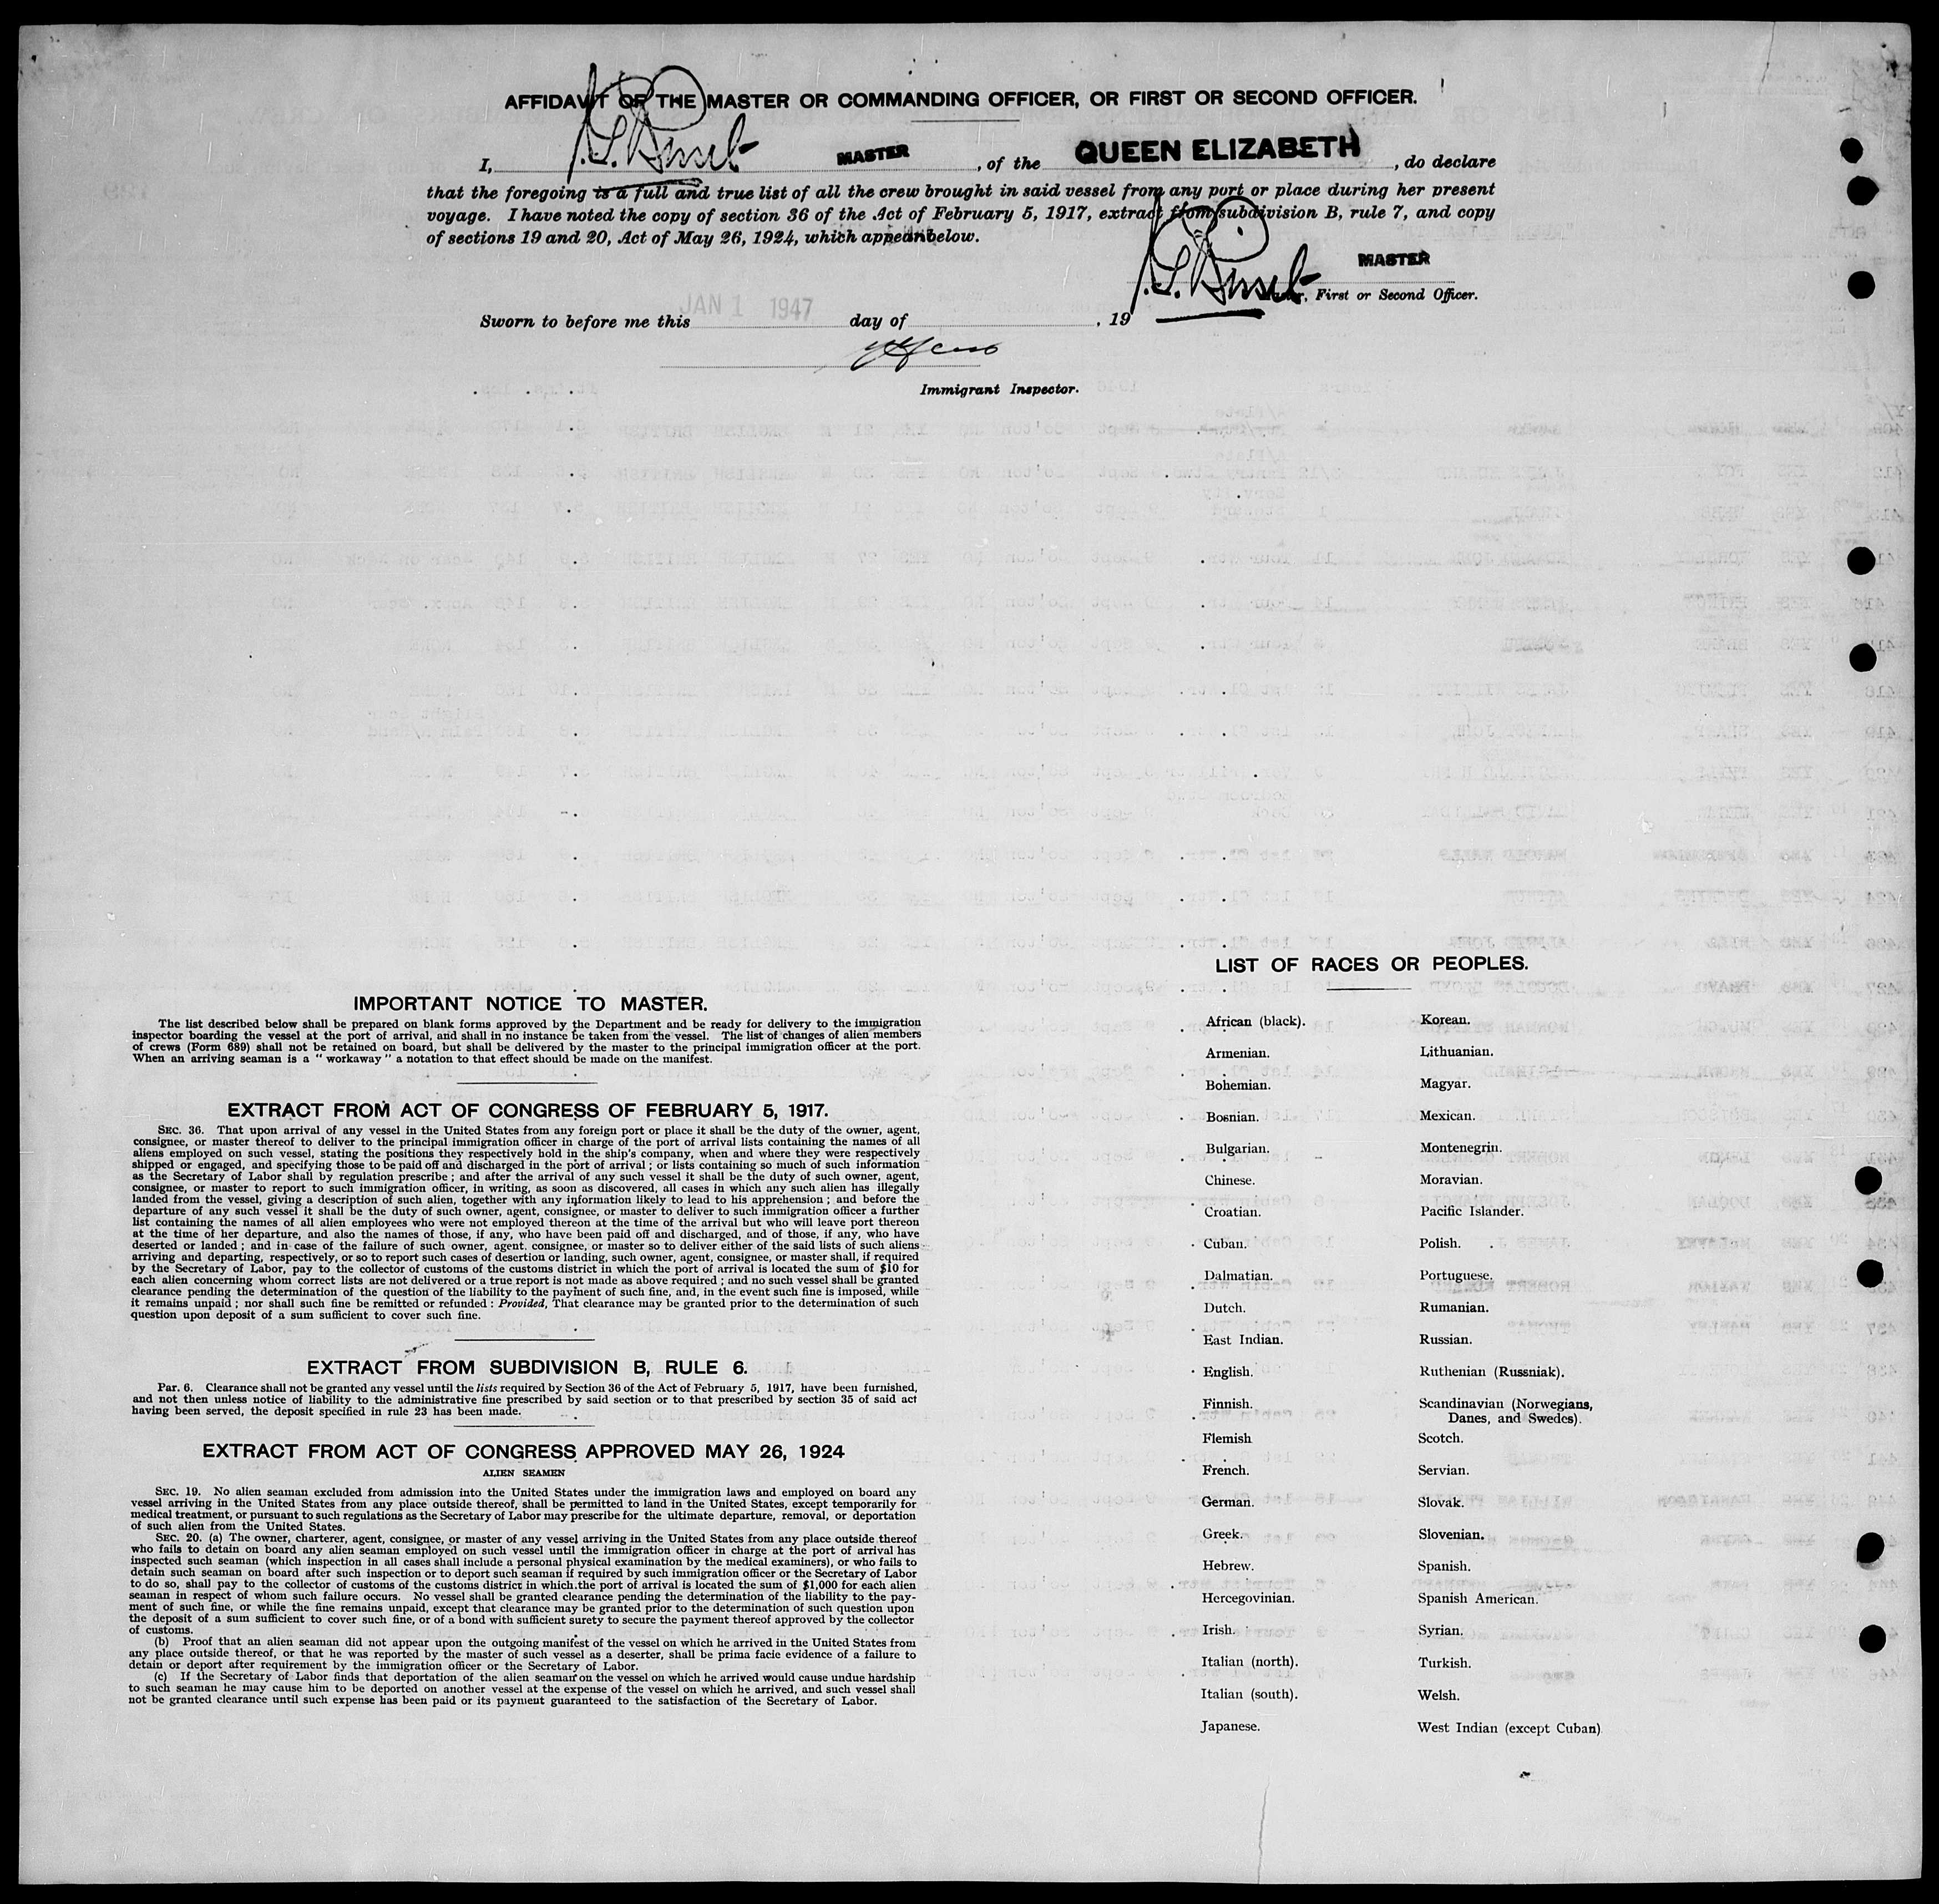 AFFIDAVIT OF THE MASTER OR COMMANDING OFFICER, OR FIRST OR SECOND OFFICER.
I, MASTER, of the QUEEN ELIZABETH, do declare
that the foregoing is a full and true list of all the crew brought in said vessel from any port or place during her present
voyage. I have noted the copy of section 36 of the Act of February 5, 1917, extract from subdivision B, rule 7, and copy
of sections 19 and 20, Act of May 26, 1924, which appear below.
MASTER
Master, First or Second Officer.
Sworn to before me this JAN 1 1947 day of , 19
Immigrant Inspector.
IMPORTANT NOTICE TO MASTER.
The list described below shall be prepared on blank forms approved by the Department and be ready for delivery to the immigration
inspector boarding the vessel at the port of arrival, and shall in no instance be taken from the vessel. The list of changes of alien members
of crews (Form 689) shall not be retained on board, but shall be delivered by the master to the principal immigration officer at the port.
When an arriving seaman is a "workaway" a notation to that effect should be made on the manifest.
EXTRACT FROM ACT OF CONGRESS OF FEBRUARY 5, 1917.
SEC. 36. That upon arrival of any vessel in the United States from any foreign port or place it shall be the duty of the owner, agent,
consignee, or master thereof to deliver to the principal immigration officer in charge of the port of arrival lists containing the names of all
aliens employed on such vessel, stating the positions they respectively hold in the ship's company, when and where they were respectively
shipped or engaged, and specifying those to be paid off and discharged in the port of arrival; or lists containing so much of such information
as the Secretary of Labor shall by regulation prescribe; and after the arrival of any such vessel it shall be the duty of such owner, agent,
consignee, or master to report to such immigration officer, in writing, as soon as discovered, all cases in which any such alien has illegally
landed from the vessel, giving a description of such alien, together with any information likely to lead to his apprehension; and before the
departure of any such vessel it shall be the duty of such owner, agent, consignee, or master to deliver to such immigration officer a further
list containing the names of all alien employees who were not employed thereon at the time of the arrival but who will leave port thereon
at the time of her departure, and also the names of those, if any, who have been paid off and discharged, and of those, if any, who have
deserted or landed; and in case of the failure of such owner, agent, consignee, or master so to deliver either of the said lists of such aliens
arriving and departing, respectively, or so to report such cases of desertion or landing, such owner, agent, consignee, or master shall, if required
by the Secretary of Labor, pay to the collector of customs of the customs district in which the port of arrival is located the sum of $10 for
each alien concerning whom correct lists are not delivered or a true report is not made as above required; and no such vessel shall be granted
clearance pending the determination of the question of the liability to the payment of such fine, and, in the event such fine is imposed, while
it remains unpaid; nor shall such fine be remitted or refunded: Provided, That clearance may be granted prior to the determination of such
question upon deposit of a sum sufficient to cover such fine.
EXTRACT FROM SUBDIVISION B, RULE 6.
Par. 6. Clearance shall not be granted any vessel until the lists required by Section 36 of the Act of February 5, 1917, have been furnished,
and not then unless notice of liability to the administrative fine prescribed by said section or to that prescribed by section 35 of said act
having been served, the deposit specified in rule 23 has been made.
EXTRACT FROM ACT OF CONGRESS APPROVED MAY 26, 1924
ALIEN SEAMEN
SEC. 19. No alien seaman excluded from admission into the United States under the immigration laws and employed on board any
vessel arriving in the United States from any place outside thereof, shall be permitted to land in the United States, except temporarily for
medical treatment, or pursuant to such regulations as the Secretary of Labor may prescribe for the ultimate departure, removal, or deportation
of such alien from the United States.
SEC. 20. (a) The owner, charterer, agent, consignee, or master of any vessel arriving in the United States from any place outside thereof
who fails to detain on board any alien seaman employed on such vessel until the immigration officer in charge at the port of arrival has
inspected such seaman (which inspection in all cases shall include a personal physical examination by the medical examiners), or who fails to
detain such seaman on board after such inspection or to deport such seaman if required by such immigration officer or the Secretary of Labor
to do so, shall pay to the collector of customs of the customs district in which the port of arrival is located the sum of $1,000 for each alien
seaman in respect of whom such failure occurs. No vessel shall be granted clearance pending the determination of the liability to the pay-
ment of such fine, or while the fine remains unpaid, except that clearance may be granted prior to the determination of such question upon
the deposit of a sum sufficient to cover such fine, or of a bond with sufficient surety to secure the payment thereof approved by the collector
of customs.
(b) Proof that an alien seaman did not appear upon the outgoing manifest of the vessel on which he arrived in the United States from
any place outside thereof, or that he was reported by the master of such vessel as a deserter, shall be prima facie evidence of a failure to
detain or deport after requirement by the immigration officer or the Secretary of Labor.
(c) If the Secretary of Labor finds that deportation of the alien seaman on the vessel on which he arrived would cause undue hardship
to such seaman he may cause him to be deported on another vessel at the expense of the vessel on which he arrived, and such vessel shall
not be granted clearance until such expense has been paid or its payment guaranteed to the satisfaction of the Secretary of Labor.
LIST OF RACES OR PEOPLES.
African (black).
Armenian.
Bohemian.
Bosnian.
Bulgarian.
Chinese.
Croatian.
Cuban.
Dalmatian.
Dutch.
East Indian.
English.
Finnish.
Flemish
French.
German.
Greek.
Hebrew.
Hercegovinian.
Irish.
Italian (north).
Italian (south).
Japanese.
Korean.
Lithuanian.
Magyar.
Mexican.
Montenegrin.
Moravian.
Pacific Islander.
Polish.
Portuguese.
Rumanian.
Russian.
Ruthenian (Russniak).
Scandinavian (Norwegians,
Danes, and Swedes).
Scotch.
Servian.
Slovak.
Slovenian.
Spanish.
Spanish American.
Syrian.
Turkish.
Welsh.
West Indian (except Cuban)